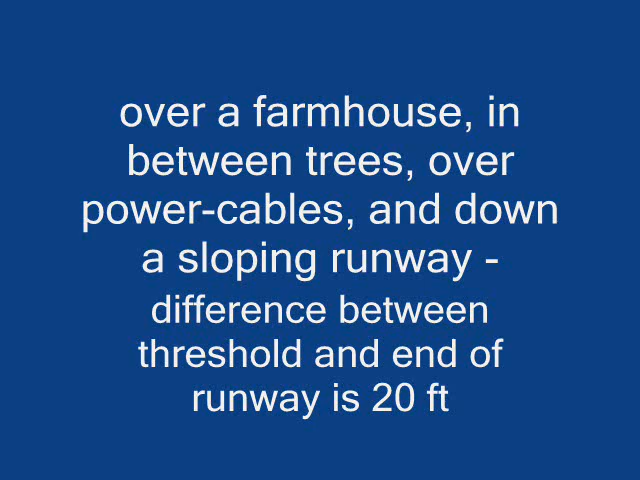 over a farmhouse, in
between trees, over
power-cables, and down
a sloping runway -
difference between
threshold and end of
runway is 20 ft